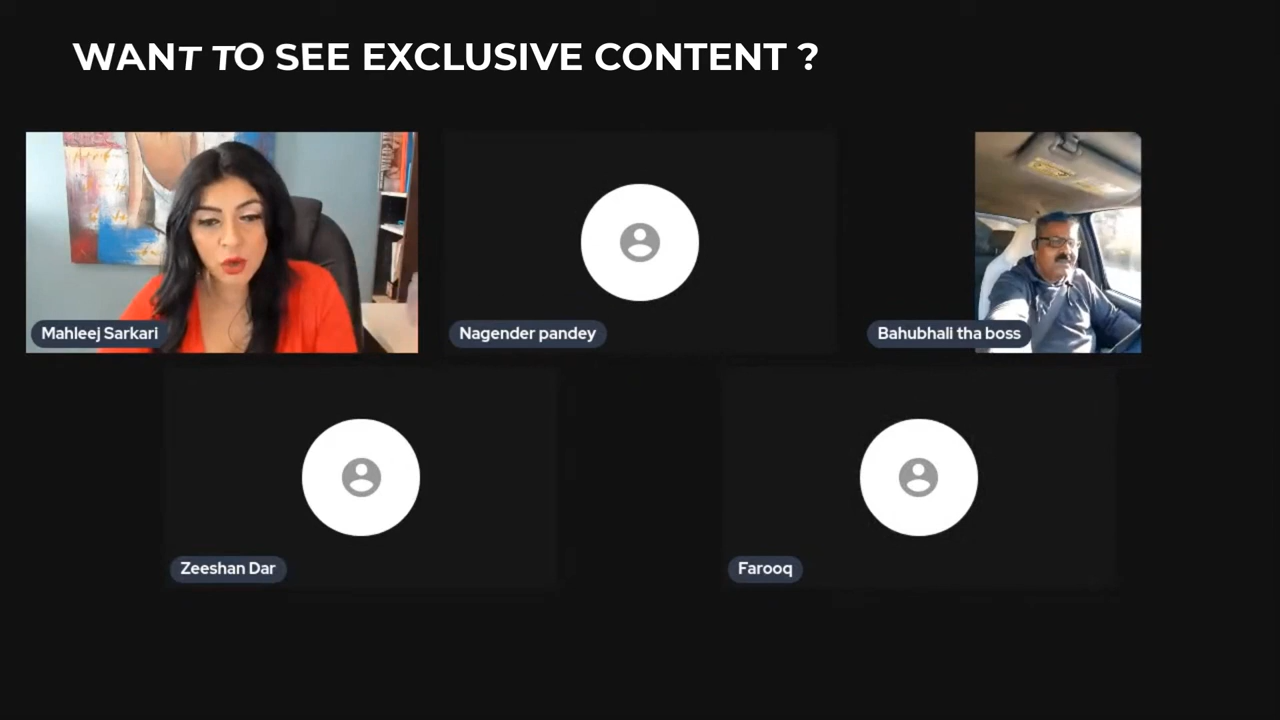 WANT TO SEE EXCLUSIVE CONTENT ?
Mahleej Sarkari
Nagender pandey
Bahubhali tha boss
Zeeshan Dar
Farooq